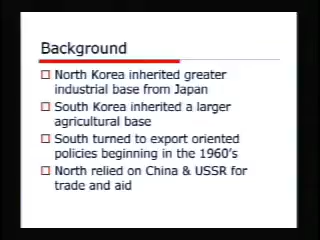 Background
North Korea inherited greater
industrial base from Japan
South Korea inherited a larger
agricultural base
South turned to export oriented
policies beginning in the 1960's
North relied on China & USSR for
trade and aid